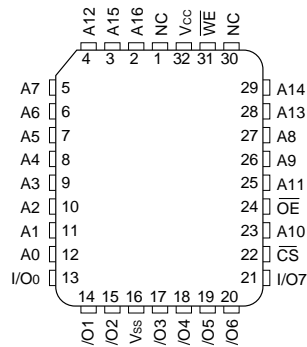 A12 A15 A16 NC Vcc W̅E̅ NC
4 3 2 1 32 31 30
A7 5 29 A14
A6 6 28 A13
A5 7 27 A8
A4 8 26 A9
A3 9 25 A11
A2 10 24 O̅E̅
A1 11 23 A10
A0 12 22 C̅S̅
I/O0 13 21 I/O7
14 15 16 17 18 19 20
/O1 /O2 Vss /O3 /O4 /O5 /O6